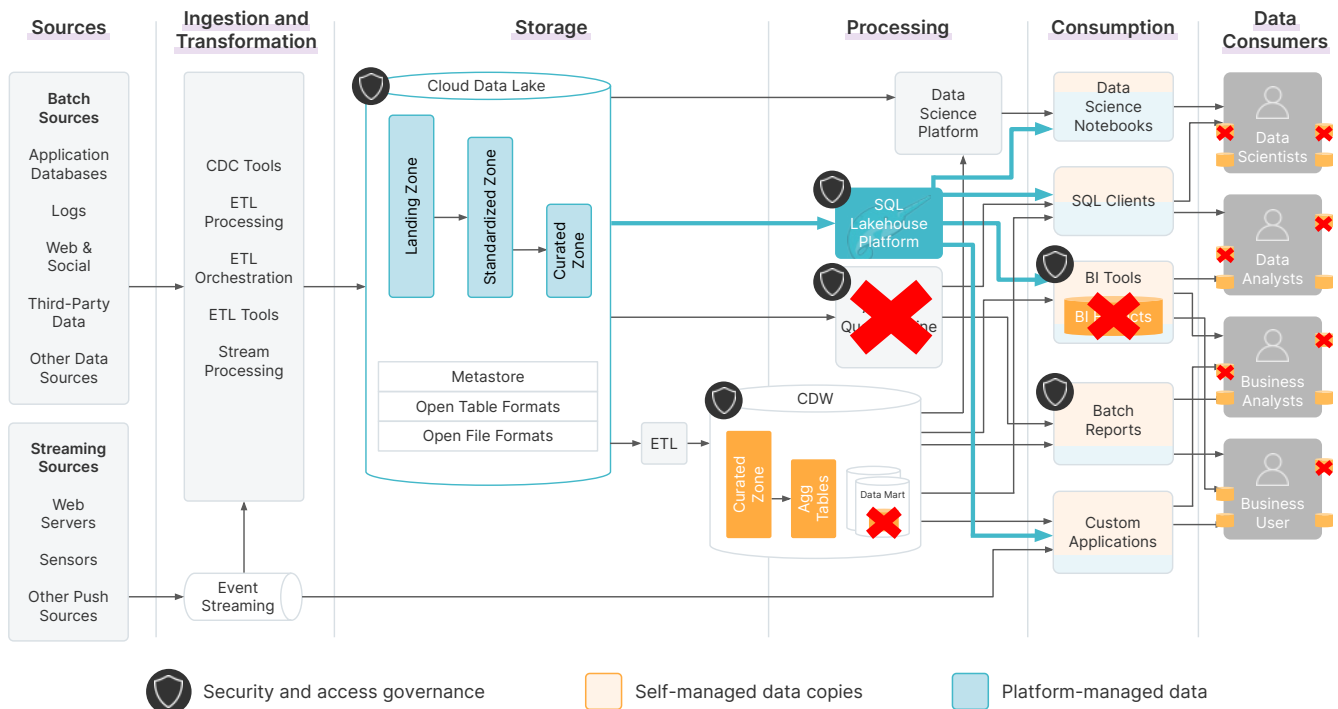 Sources
Ingestion and
Transformation
Storage
Processing
Consumption
Data
Consumers
Batch
Sources
Application
Databases
Logs
Web &
Social
Third-Party
Data
Other Data
Sources
Streaming
Sources
Web
Servers
Sensors
Other Push
Sources
CDC Tools
ETL
Processing
ETL
Orchestration
ETL Tools
Stream
Processing
Event
Streaming
Cloud Data Lake
Landing Zone
Standardized Zone
Curated
Zone
Metastore
Open Table Formats
Open File Formats
ETL
CDW
Curated
Zone
Agg
Tables
Data Mart
Data
Science
Platform
SQL
Lakehouse
Platform
Data
Science
Notebooks
SQL Clients
BI Tools
BI
Batch
Reports
Custom
Applications
Data
Scientists
Data
Analysts
Business
Analysts
Business
User
Security and access governance
Self-managed data copies
Platform-managed data